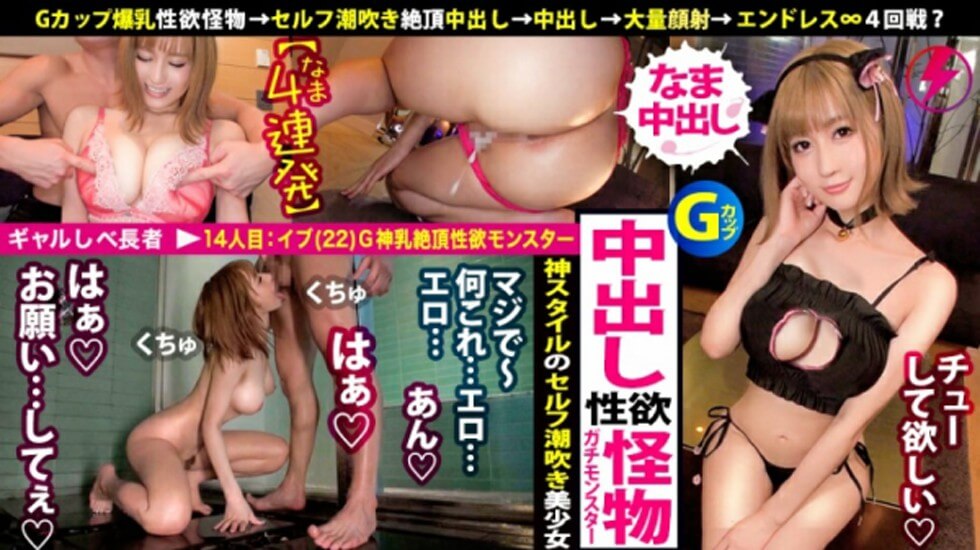 Gカップ爆乳性欲怪物→セルフ潮吹き絶頂中出し→中出し→大量顔射→エンドレス∞4回戦？
【なま4連発】
なま
中出し
Gカップ
ギャルしべ長者 ▶14人目：イブ(22)G神乳絶頂性欲モンスター
はぁ♡
お願い…してぇ♡
くちゅ
くちゅ
はぁ♡
マジで〜
何これ…エロ…
エロ…
あん♡
神スタイルのセルフ潮吹き美少女
中出し
性欲
怪物
ガチモンスター
チュー
して欲しい♡